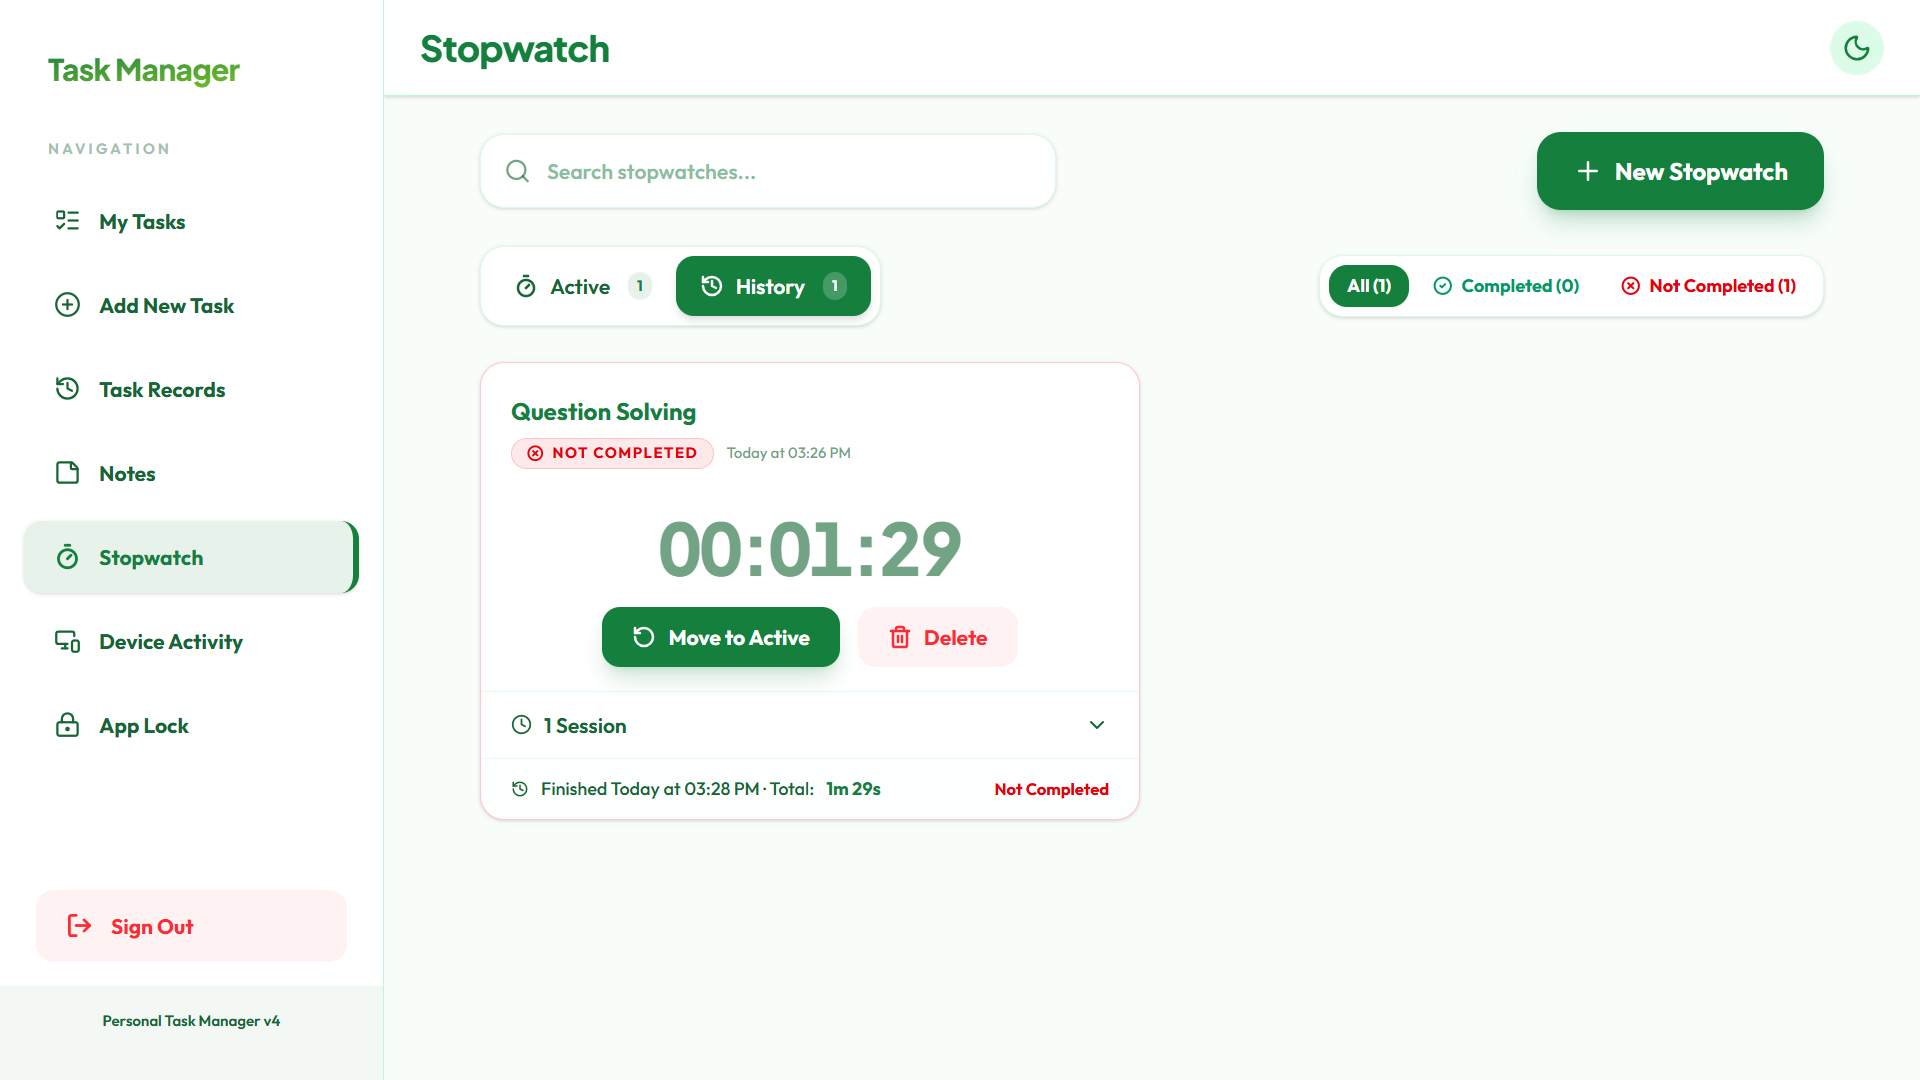 Task Manager
NAVIGATION
My Tasks
Add New Task
Task Records
Notes
Stopwatch
Device Activity
App Lock
Sign Out
Personal Task Manager v4
Stopwatch
Search stopwatches...
New Stopwatch
Active 1
History 1
All (1)
Completed (0)
Not Completed (1)
Question Solving
NOT COMPLETED
Today at 03:26 PM
00:01:29
Move to Active
Delete
1 Session
Finished Today at 03:28 PM · Total: 1m 29s
Not Completed